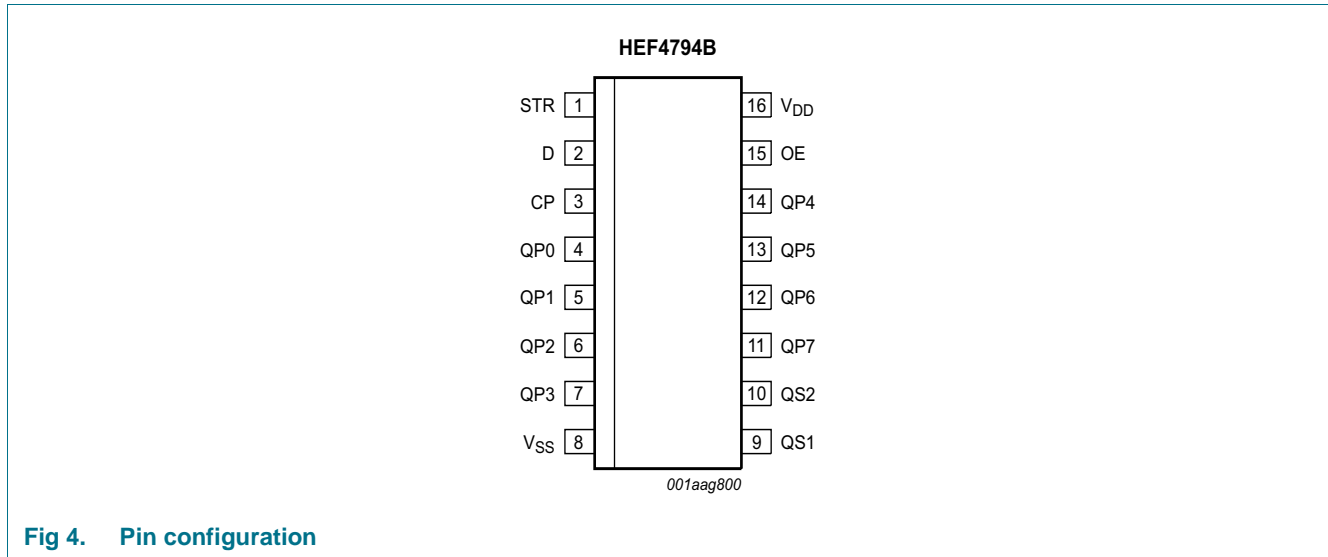 HEF4794B
STR 1 16 VDD
D 2 15 OE
CP 3 14 QP4
QP0 4 13 QP5
QP1 5 12 QP6
QP2 6 11 QP7
QP3 7 10 QS2
VSS 8 9 QS1
001aag800
Fig 4. Pin configuration